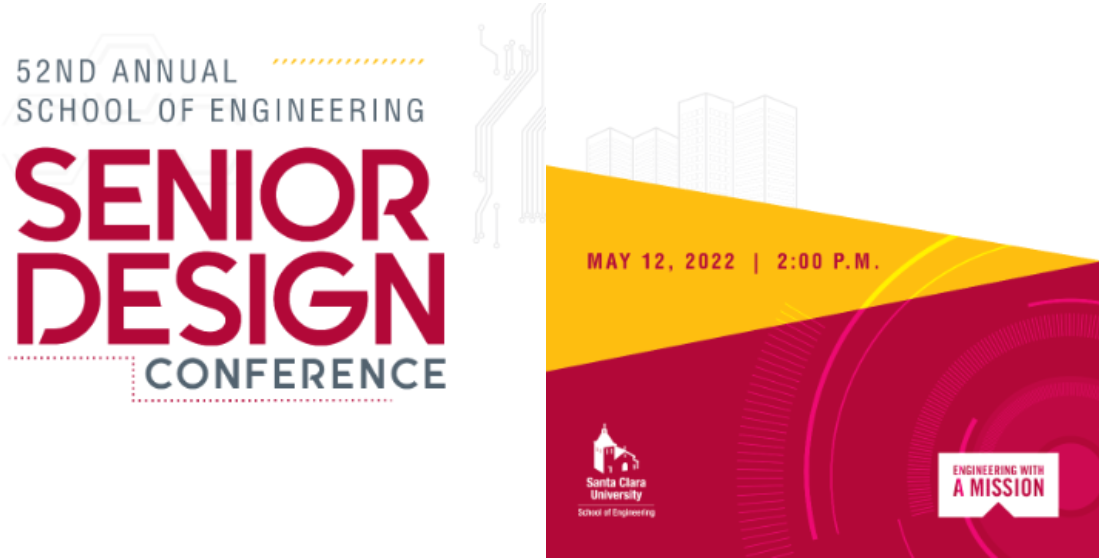 52ND ANNUAL
SCHOOL OF ENGINEERING
SENIOR
DESIGN
CONFERENCE
MAY 12, 2022 | 2:00 P.M.
Santa Clara
University
School of Engineering
ENGINEERING WITH
A MISSION